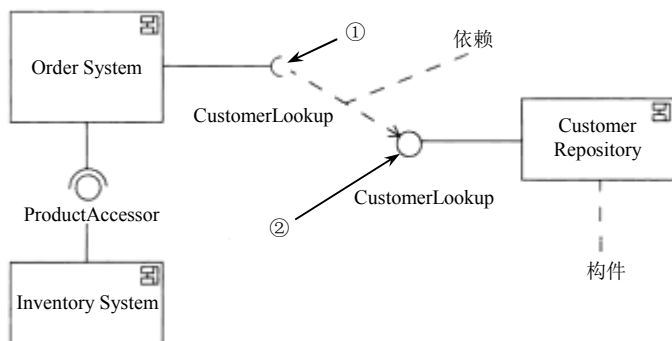 ①
依赖
Order System
CustomerLookup
Customer
Repository
CustomerLookup
ProductAccessor
②
构件
Inventory System